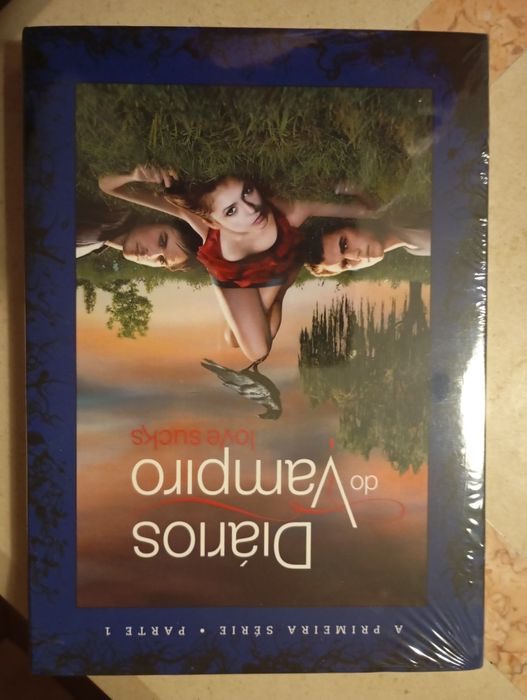 A PRIMEIRA SÉRIE • PARTE 1
Diários
do Vampiro
love sucks